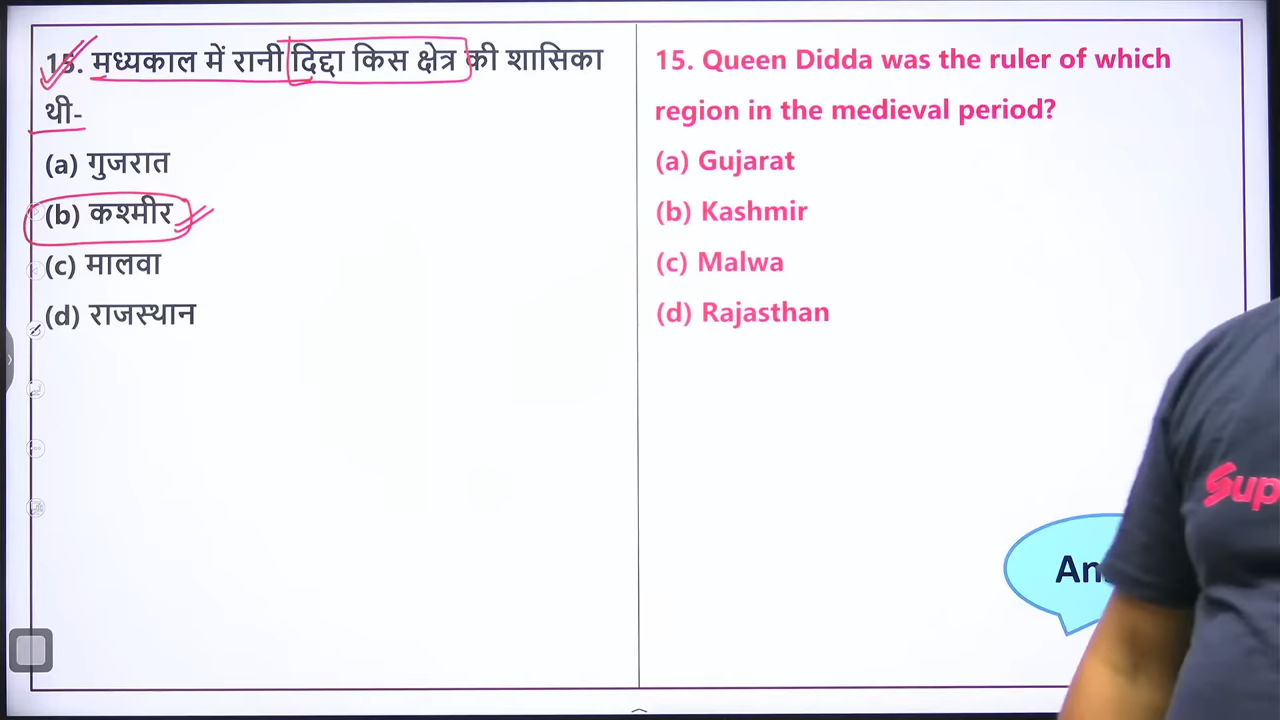 15. मध्यकाल में रानी दिद्दा किस क्षेत्र की शासिका
थी-
(a) गुजरात
(b) कश्मीर
(c) मालवा
(d) राजस्थान
15. Queen Didda was the ruler of which
region in the medieval period?
(a) Gujarat
(b) Kashmir
(c) Malwa
(d) Rajasthan
An
Sup